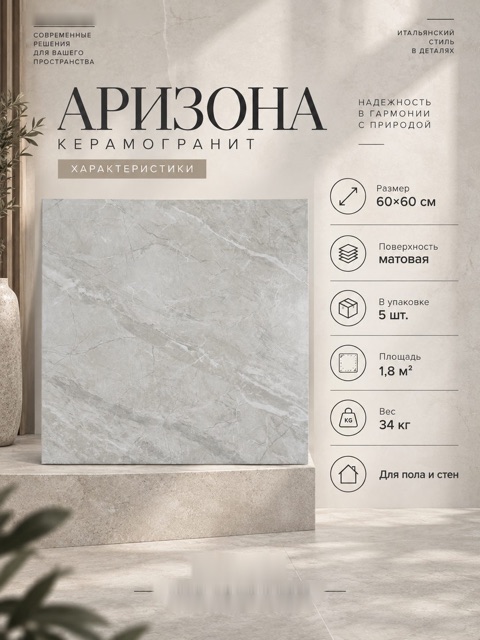 СОВРЕМЕННЫЕ
РЕШЕНИЯ
ДЛЯ ВАШЕГО
ПРОСТРАНСТВА
ИТАЛЬЯНСКИЙ
СТИЛЬ
В ДЕТАЛЯХ
АРИЗОНА
КЕРАМОГРАНИТ
ХАРАКТЕРИСТИКИ
НАДЕЖНОСТЬ
В ГАРМОНИИ
С ПРИРОДОЙ
Размер
60×60 см
Поверхность
матовая
В упаковке
5 шт.
Площадь
1,8 м²
Вес
KG
34 кг
Для пола и стен